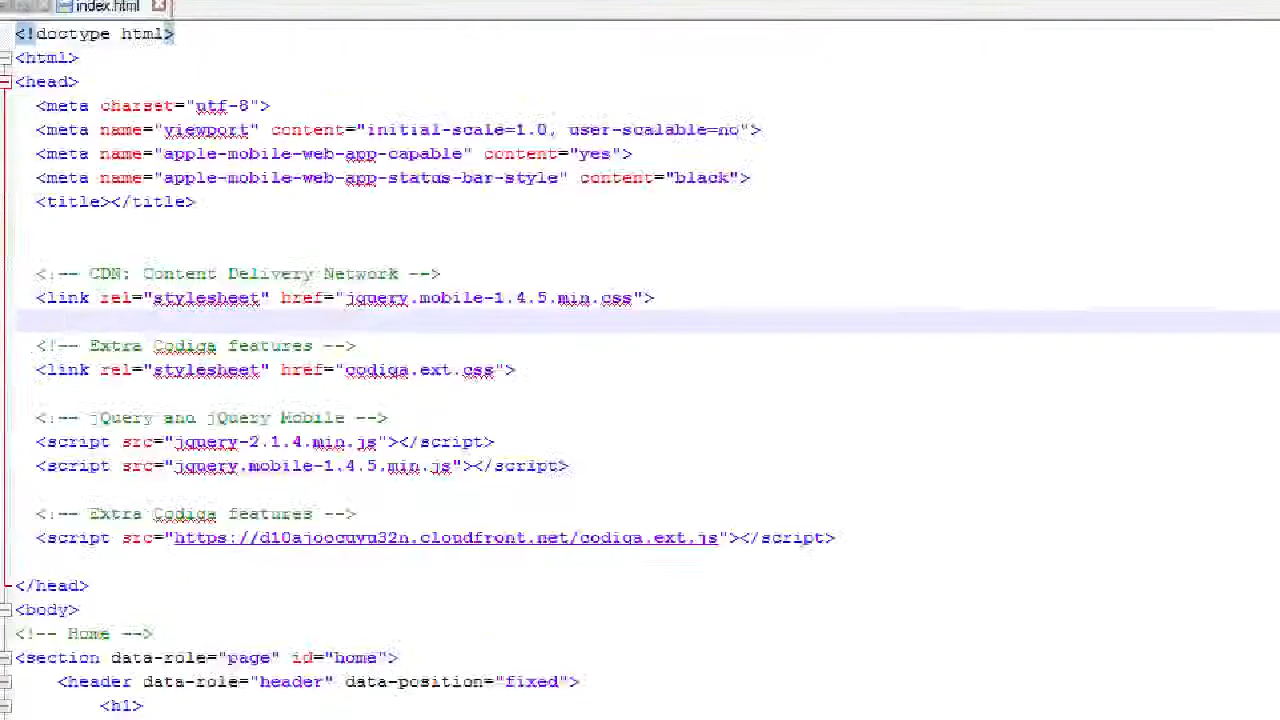 index.html
<!doctype html>
<html>
<head>
<meta charset="utf-8">
<meta name="viewport" content="initial-scale=1.0, user-scalable=no">
<meta name="apple-mobile-web-app-capable" content="yes">
<meta name="apple-mobile-web-app-status-bar-style" content="black">
<title></title>
<!-- CDN: Content Delivery Network -->
<link rel="stylesheet" href="jquery.mobile-1.4.5.min.css">
<!-- Extra Codiqa features -->
<link rel="stylesheet" href="codiqa.ext.css">
<!-- jQuery and jQuery Mobile -->
<script src="jquery-2.1.4.min.js"></script>
<script src="jquery.mobile-1.4.5.min.js"></script>
<!-- Extra Codiqa features -->
<script src="https://d10ajoocuyu32n.cloudfront.net/codiqa.ext.js"></script>
</head>
<body>
<!-- Home -->
<section data-role="page" id="home">
<header data-role="header" data-position="fixed">
<h1>